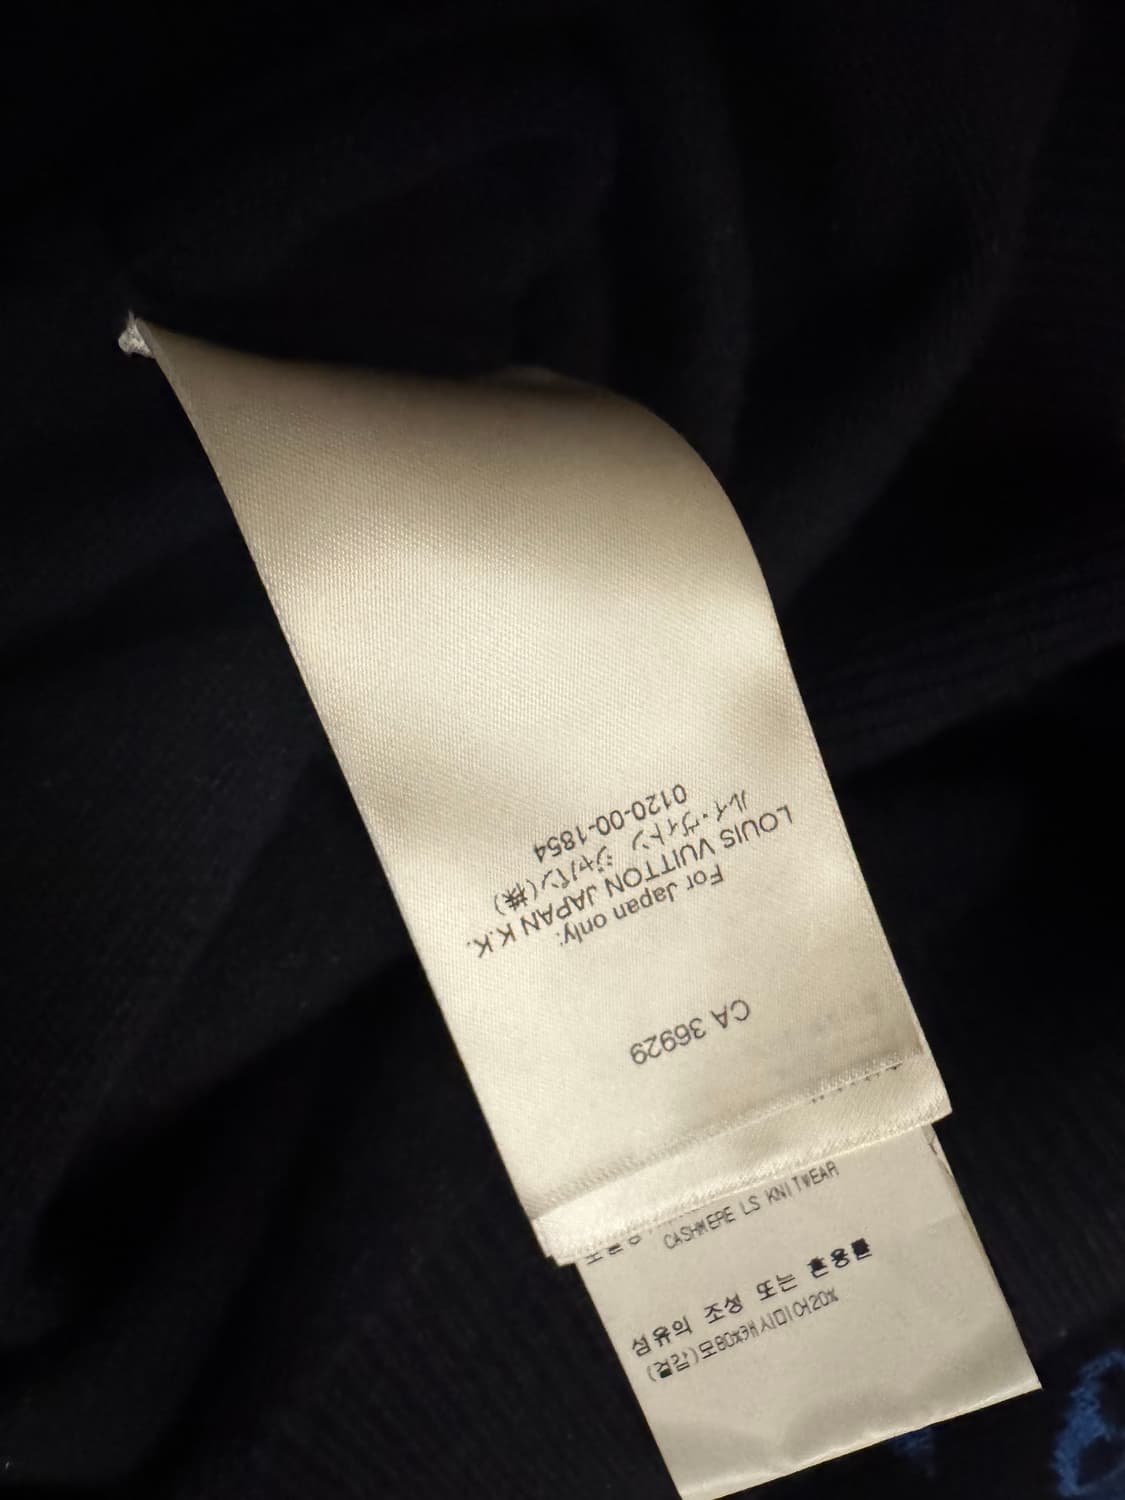 CA 36929
For Japan only:
LOUIS VUITTON JAPAN K.K.
ルイ・ヴィトン ジャパン(株)
0120-00-1854
CASHMERE LS KNITWEAR
섬유의 조성 또는 혼용률
(겉감)모80%캐시미어20%